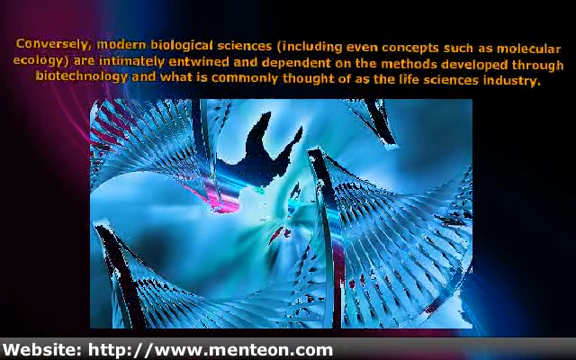 Conversely, modern biological sciences (including even concepts such as molecular
ecology) are intimately entwined and dependent on the methods developed through
biotechnology and what is commonly thought of as the life sciences industry.
Website: http://www.menteon.com